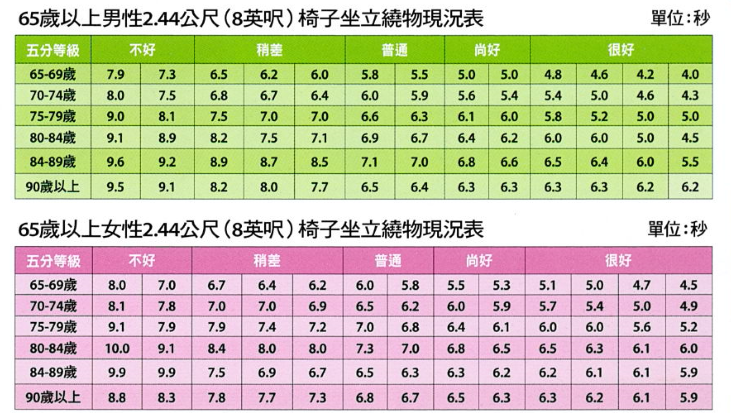 65歲以上男性2.44公尺(8英呎)椅子坐立繞物現況表 單位:秒
五分等級 不好 稍差 普通 尚好 很好
65-69歲 7.9 7.3 6.5 6.2 6.0 5.8 5.5 5.0 5.0 4.8 4.6 4.2 4.0
70-74歲 8.0 7.5 6.8 6.7 6.4 6.0 5.9 5.6 5.4 5.4 5.0 4.6 4.3
75-79歲 9.0 8.1 7.5 7.0 7.0 6.6 6.3 6.1 6.0 5.8 5.2 5.0 5.0
80-84歲 9.1 8.9 8.2 7.5 7.1 6.9 6.7 6.4 6.2 6.0 6.0 5.0 4.5
84-89歲 9.6 9.2 8.9 8.7 8.5 7.1 7.0 6.8 6.6 6.5 6.4 6.0 5.5
90歲以上 9.5 9.1 8.2 8.0 7.7 6.5 6.4 6.3 6.3 6.3 6.3 6.2 6.2
65歲以上女性2.44公尺(8英呎)椅子坐立繞物現況表 單位:秒
五分等級 不好 稍差 普通 尚好 很好
65-69歲 8.0 7.0 6.7 6.4 6.2 6.0 5.8 5.5 5.3 5.1 5.0 4.7 4.5
70-74歲 8.1 7.8 7.0 7.0 6.9 6.5 6.2 6.0 5.9 5.7 5.4 5.0 4.9
75-79歲 9.1 7.9 7.9 7.4 7.2 7.0 6.8 6.4 6.1 6.0 6.0 5.6 5.2
80-84歲 10.0 9.1 8.4 8.0 8.0 7.3 7.0 6.8 6.5 6.5 6.3 6.1 6.0
84-89歲 9.9 9.9 7.5 6.9 6.7 6.5 6.3 6.3 6.2 6.2 6.1 6.1 5.9
90歲以上 8.8 8.3 7.8 7.7 7.3 6.8 6.7 6.5 6.3 6.3 6.2 6.1 5.9